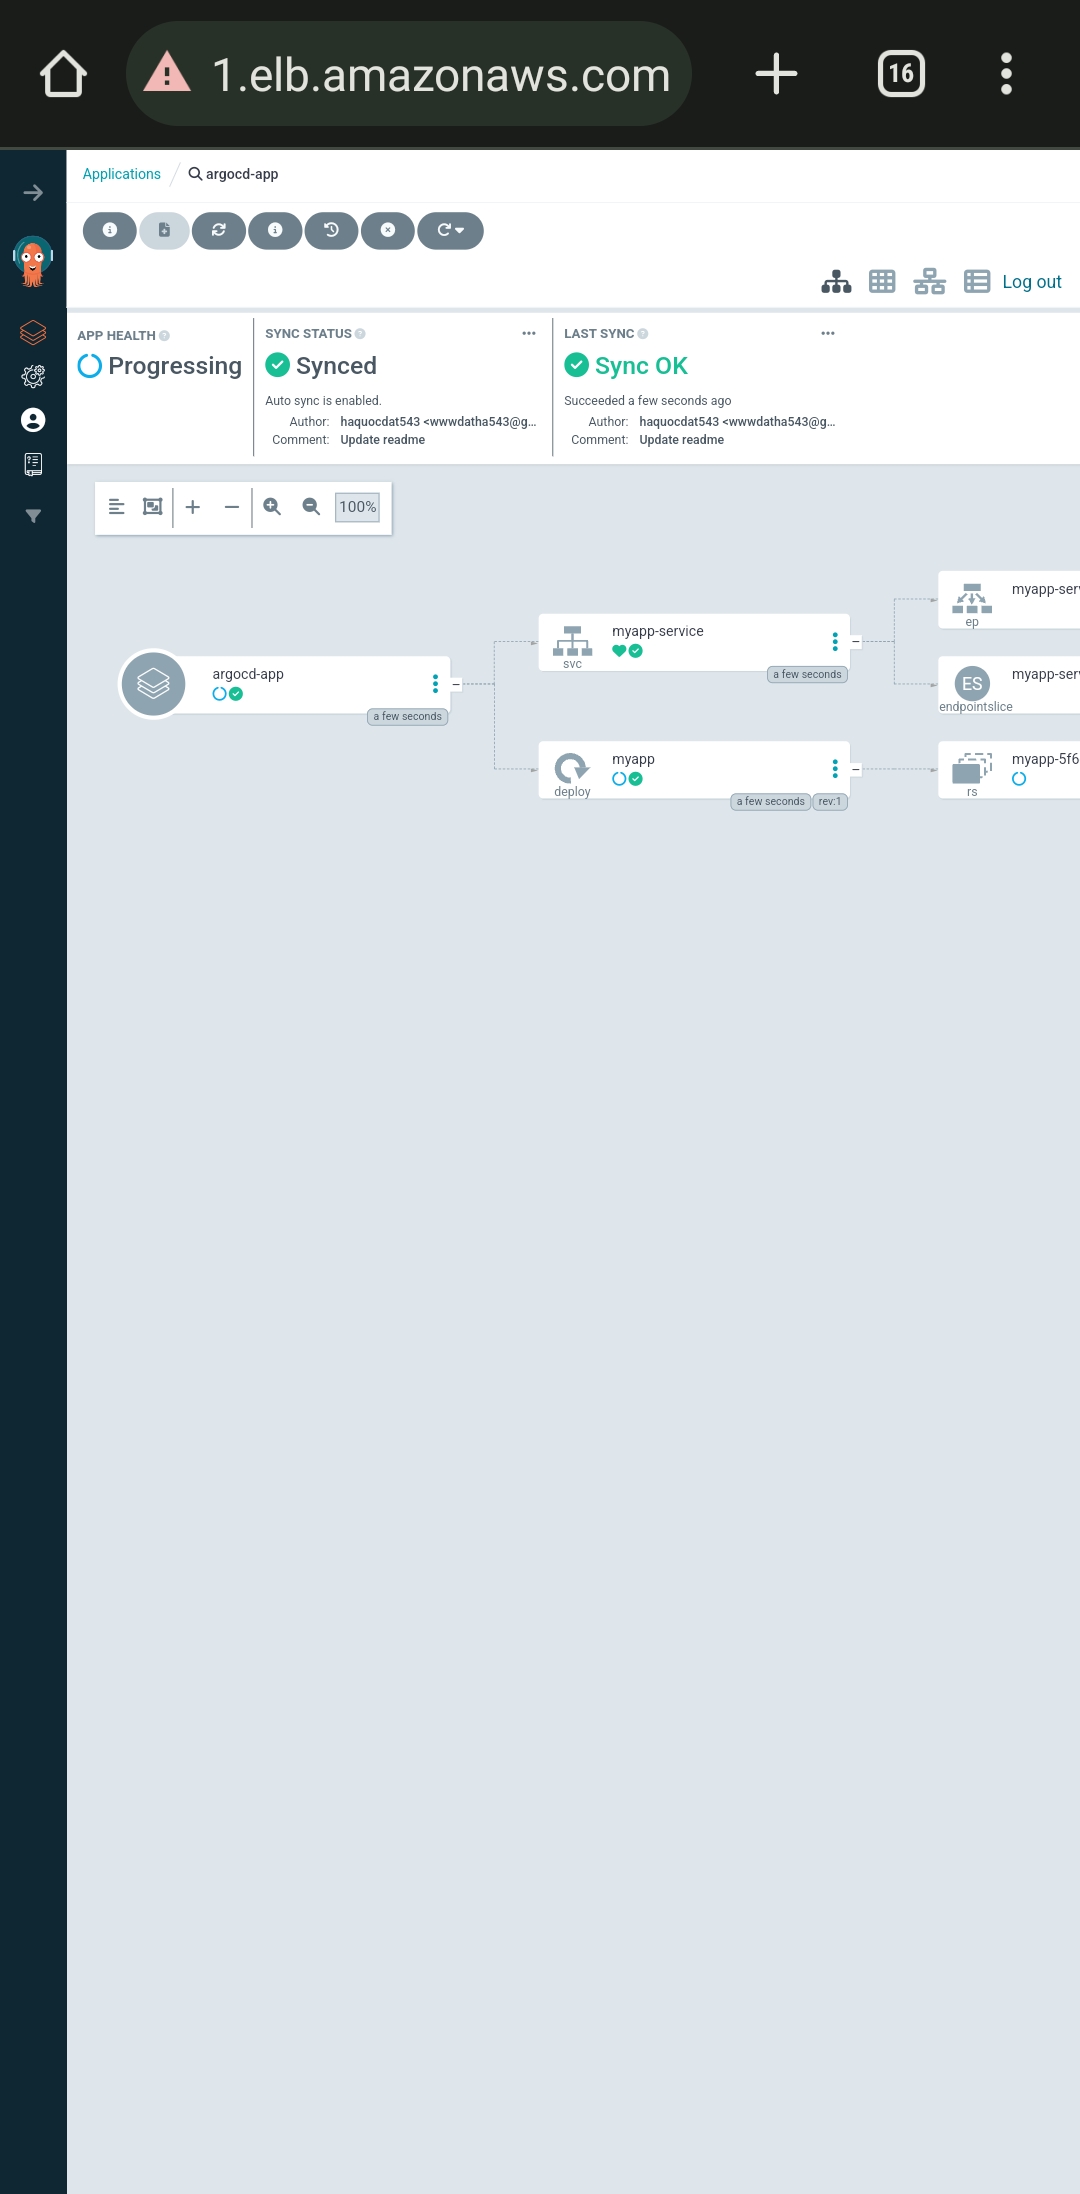 1.elb.amazonaws.com
16
Applications / argocd-app
Log out
APP HEALTH
Progressing
SYNC STATUS
Synced
Auto sync is enabled.
Author: haquocdat543 <wwwdatha543@g...
Comment: Update readme
LAST SYNC
Sync OK
Succeeded a few seconds ago
Author: haquocdat543 <wwwdatha543@g...
Comment: Update readme
100%
argocd-app
a few seconds
svc
myapp-service
a few seconds
deploy
myapp
a few seconds
rev:1
ep
myapp-serv
ES
endpointslice
myapp-serv
rs
myapp-5f6